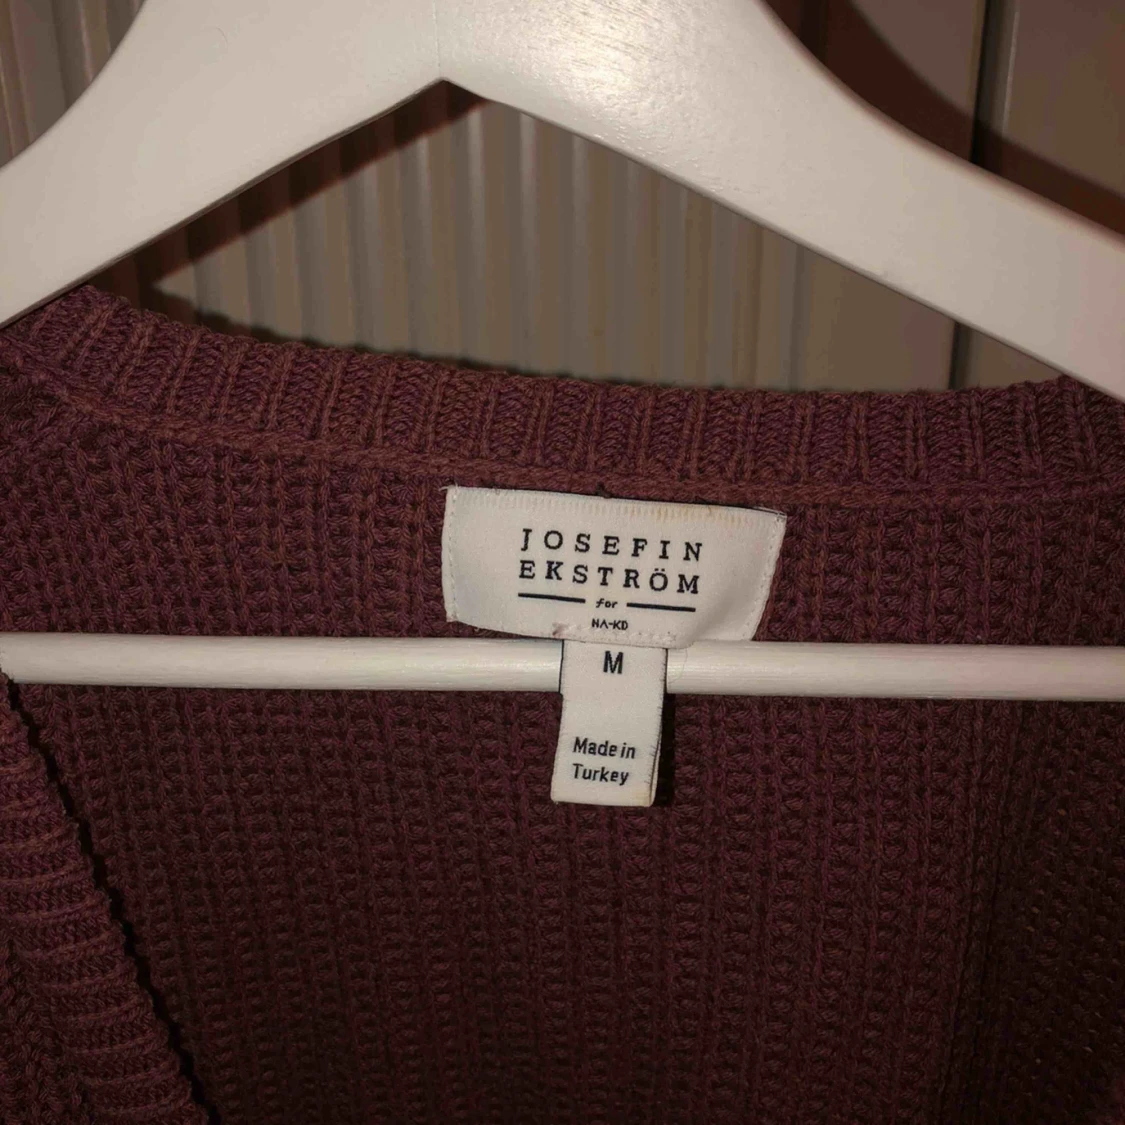 JOSEFIN
EKSTRÖM
for
NA-KD
M
Made in
Turkey